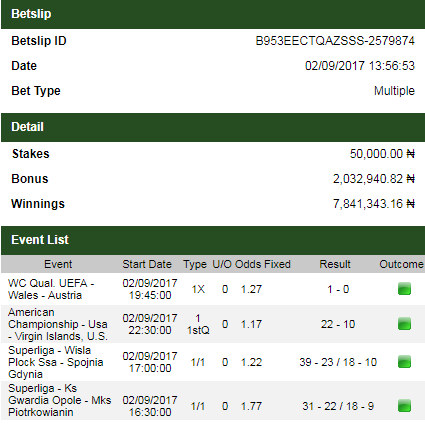 Betslip
Betslip ID B953EECTQAZSSS-2579874
Date 02/09/2017 13:56:53
Bet Type Multiple
Detail
Stakes 50,000.00 ₦
Bonus 2,032,940.82 ₦
Winnings 7,841,343.16 ₦
Event List
Event Start Date Type U/O Odds Fixed Result Outcome
WC Qual. UEFA -
Wales - Austria
02/09/2017
19:45:00
1X 0 1.27 1 - 0
American
Championship - Usa
- Virgin Islands, U.S.
02/09/2017
22:30:00
1
1stQ
0 1.17 22 - 10
Superliga - Wisla
Plock Ssa - Spojnia
Gdynia
02/09/2017
17:00:00
1/1 0 1.22 39 - 23 / 18 - 10
Superliga - Ks
Gwardia Opole - Mks
Piotrkowianin
02/09/2017
16:30:00
1/1 0 1.77 31 - 22 / 18 - 9